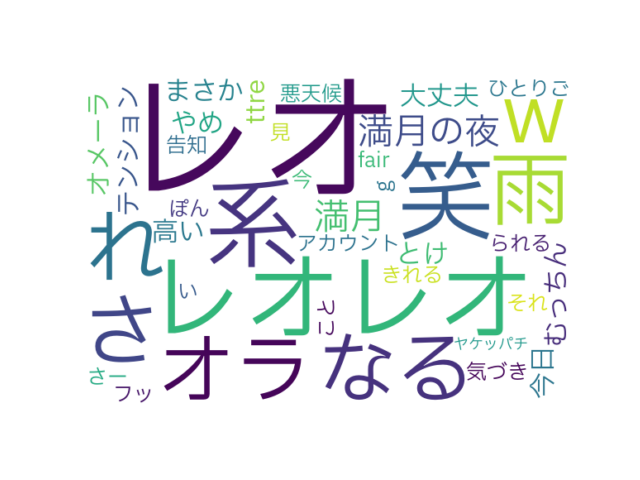 レオ
まさか
ttre
悪天候
大丈夫
ひとりご
w
オメーラ
テンション
やめ
告知
見
満月の夜
fair
g
笑
雨
系
今
満月
ぽん
高い
れ
アカウント
とけ
られる
きれる
レオレオ
い
さ
こと
それ
むっちん
オラ
なる
ヤケッパチ
気づき
今日
さー
フッ